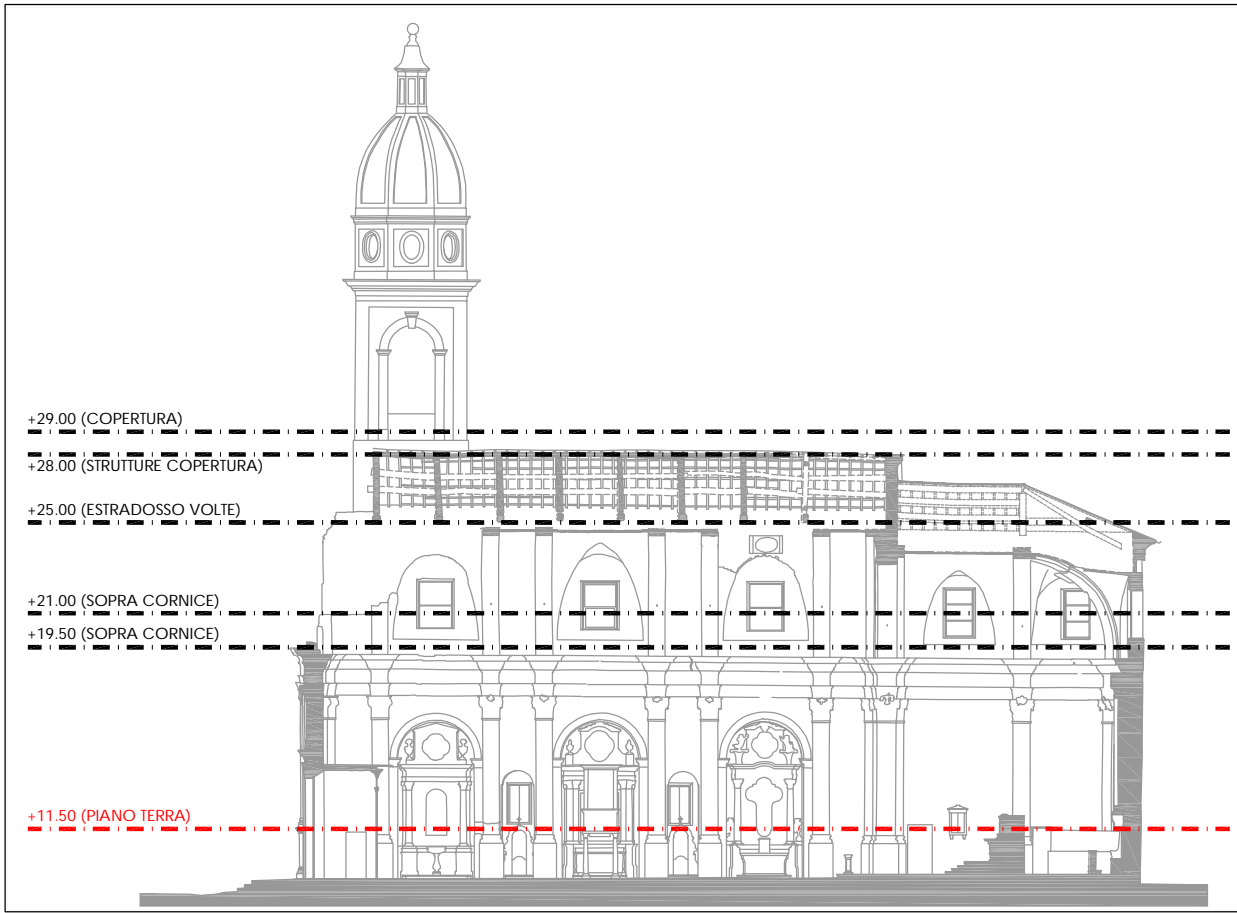 +29.00 (COPERTURA)
+28.00 (STRUTTURE COPERTURA)
+25.00 (ESTRADOSSO VOLTE)
+21.00 (SOPRA CORNICE)
+19.50 (SOPRA CORNICE)
+11.50 (PIANO TERRA)